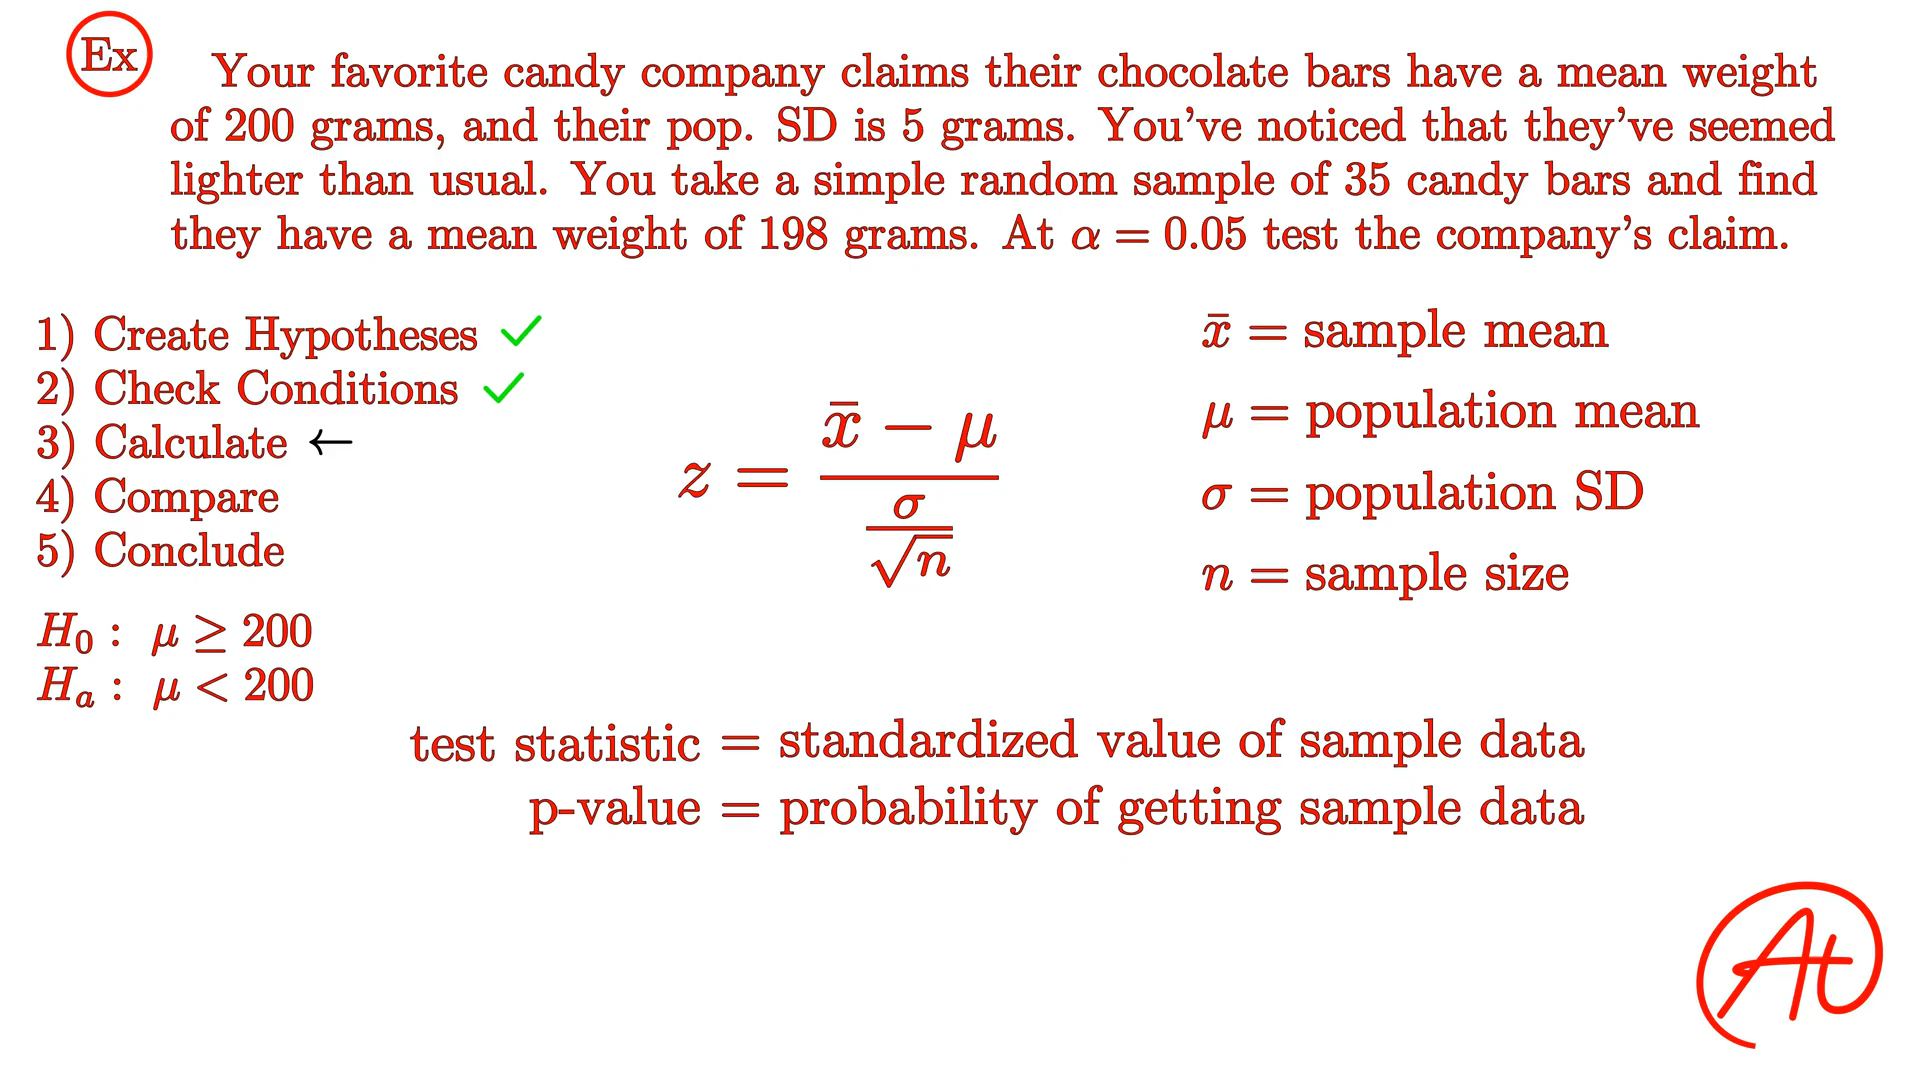 Ex
Your favorite candy company claims their chocolate bars have a mean weight
of 200 grams, and their pop. SD is 5 grams. You've noticed that they've seemed
lighter than usual. You take a simple random sample of 35 candy bars and find
they have a mean weight of 198 grams. At α = 0.05 test the company's claim.
1) Create Hypotheses ✓
2) Check Conditions ✓
3) Calculate ←
4) Compare
5) Conclude
H₀ : μ ≥ 200
Hₐ : μ < 200
z = (x̄ − μ) / (σ / √n)
x̄ = sample mean
μ = population mean
σ = population SD
n = sample size
test statistic = standardized value of sample data
p-value = probability of getting sample data
At